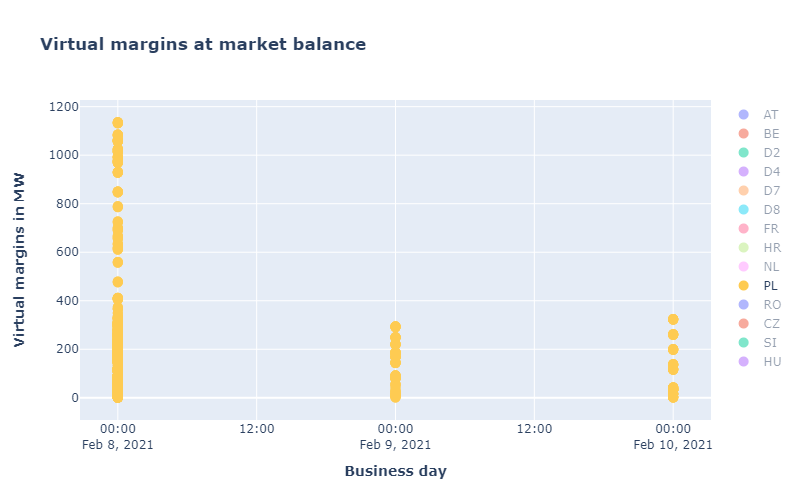 Virtual margins at market balance
Virtual margins in MW
1200
1000
800
600
400
200
0
00:00
Feb 8, 2021
12:00
00:00
Feb 9, 2021
12:00
00:00
Feb 10, 2021
Business day
AT
BE
D2
D4
D7
D8
FR
HR
NL
PL
RO
CZ
SI
HU